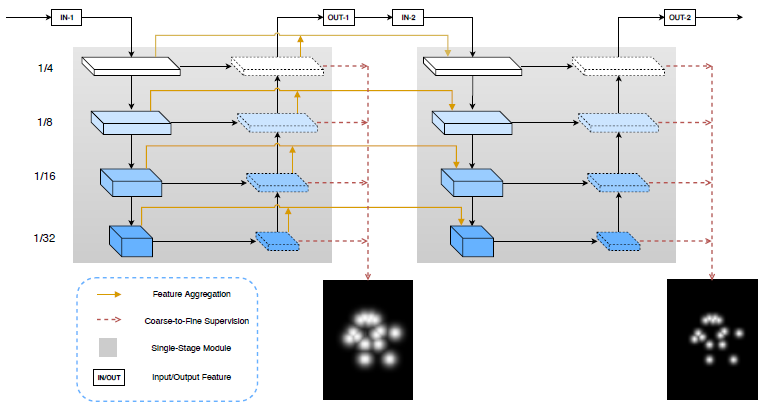 IN-1
OUT-1
IN-2
OUT-2
1/4
1/8
1/16
1/32
Feature Aggregation
Coarse-to-Fine Supervision
Single-Stage Module
IN/OUT
Input/Output Feature